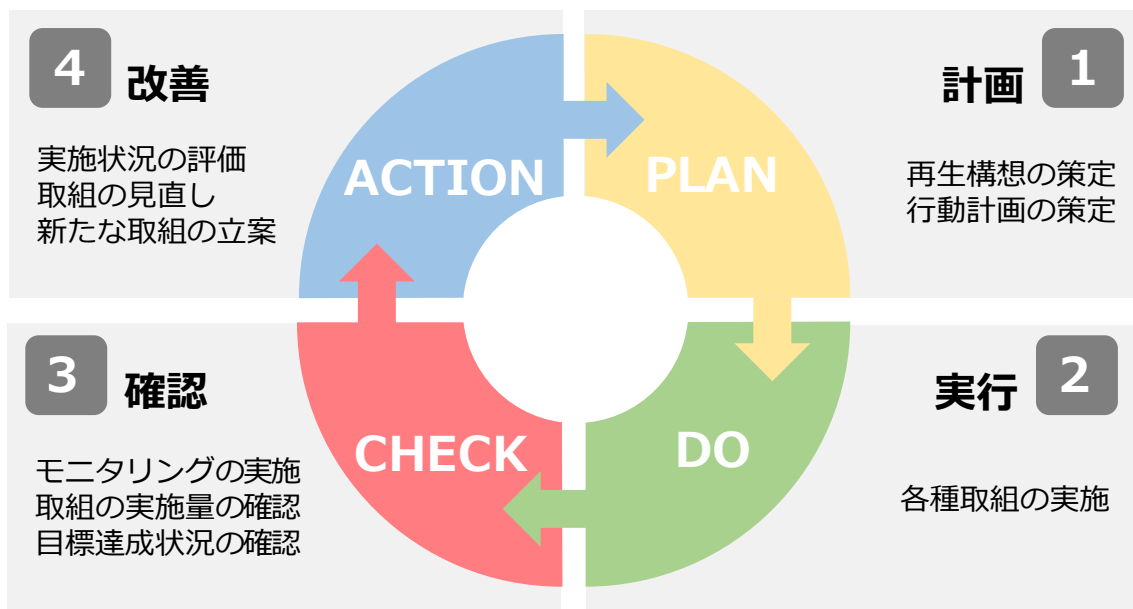 4
改善
実施状況の評価
取組の見直し
新たな取組の立案
ACTION
PLAN
計画
1
再生構想の策定
行動計画の策定
3
確認
モニタリングの実施
取組の実施量の確認
目標達成状況の確認
CHECK
DO
実行
2
各種取組の実施